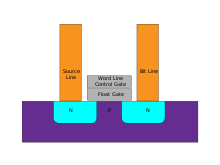 Source
Line
Word Line
Control Gate
Float Gate
Bit Line
N
P
N